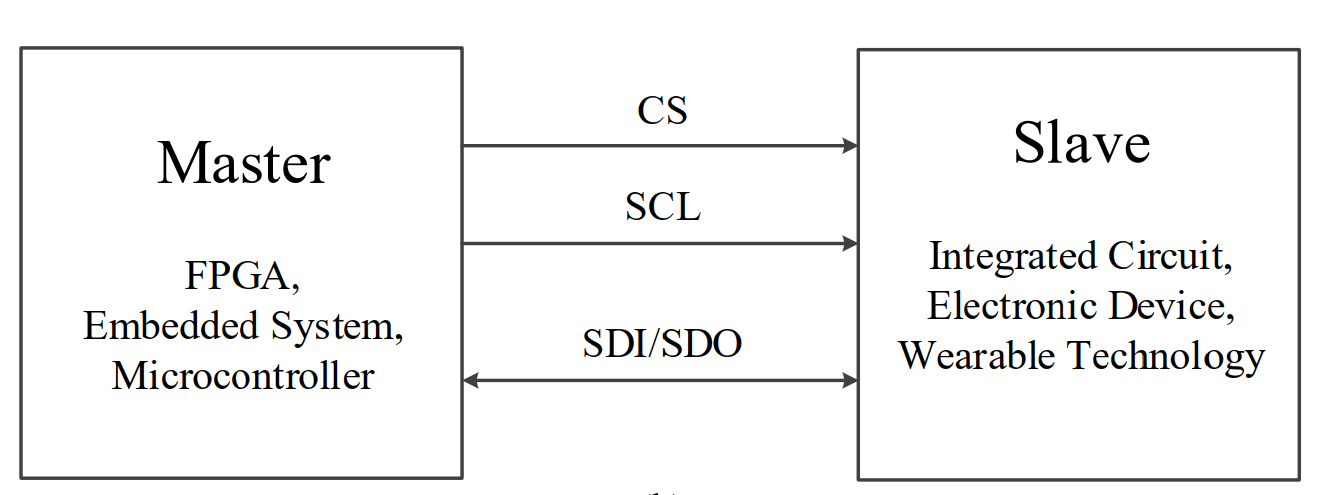 Master
FPGA,
Embedded System,
Microcontroller
CS
SCL
SDI/SDO
Slave
Integrated Circuit,
Electronic Device,
Wearable Technology